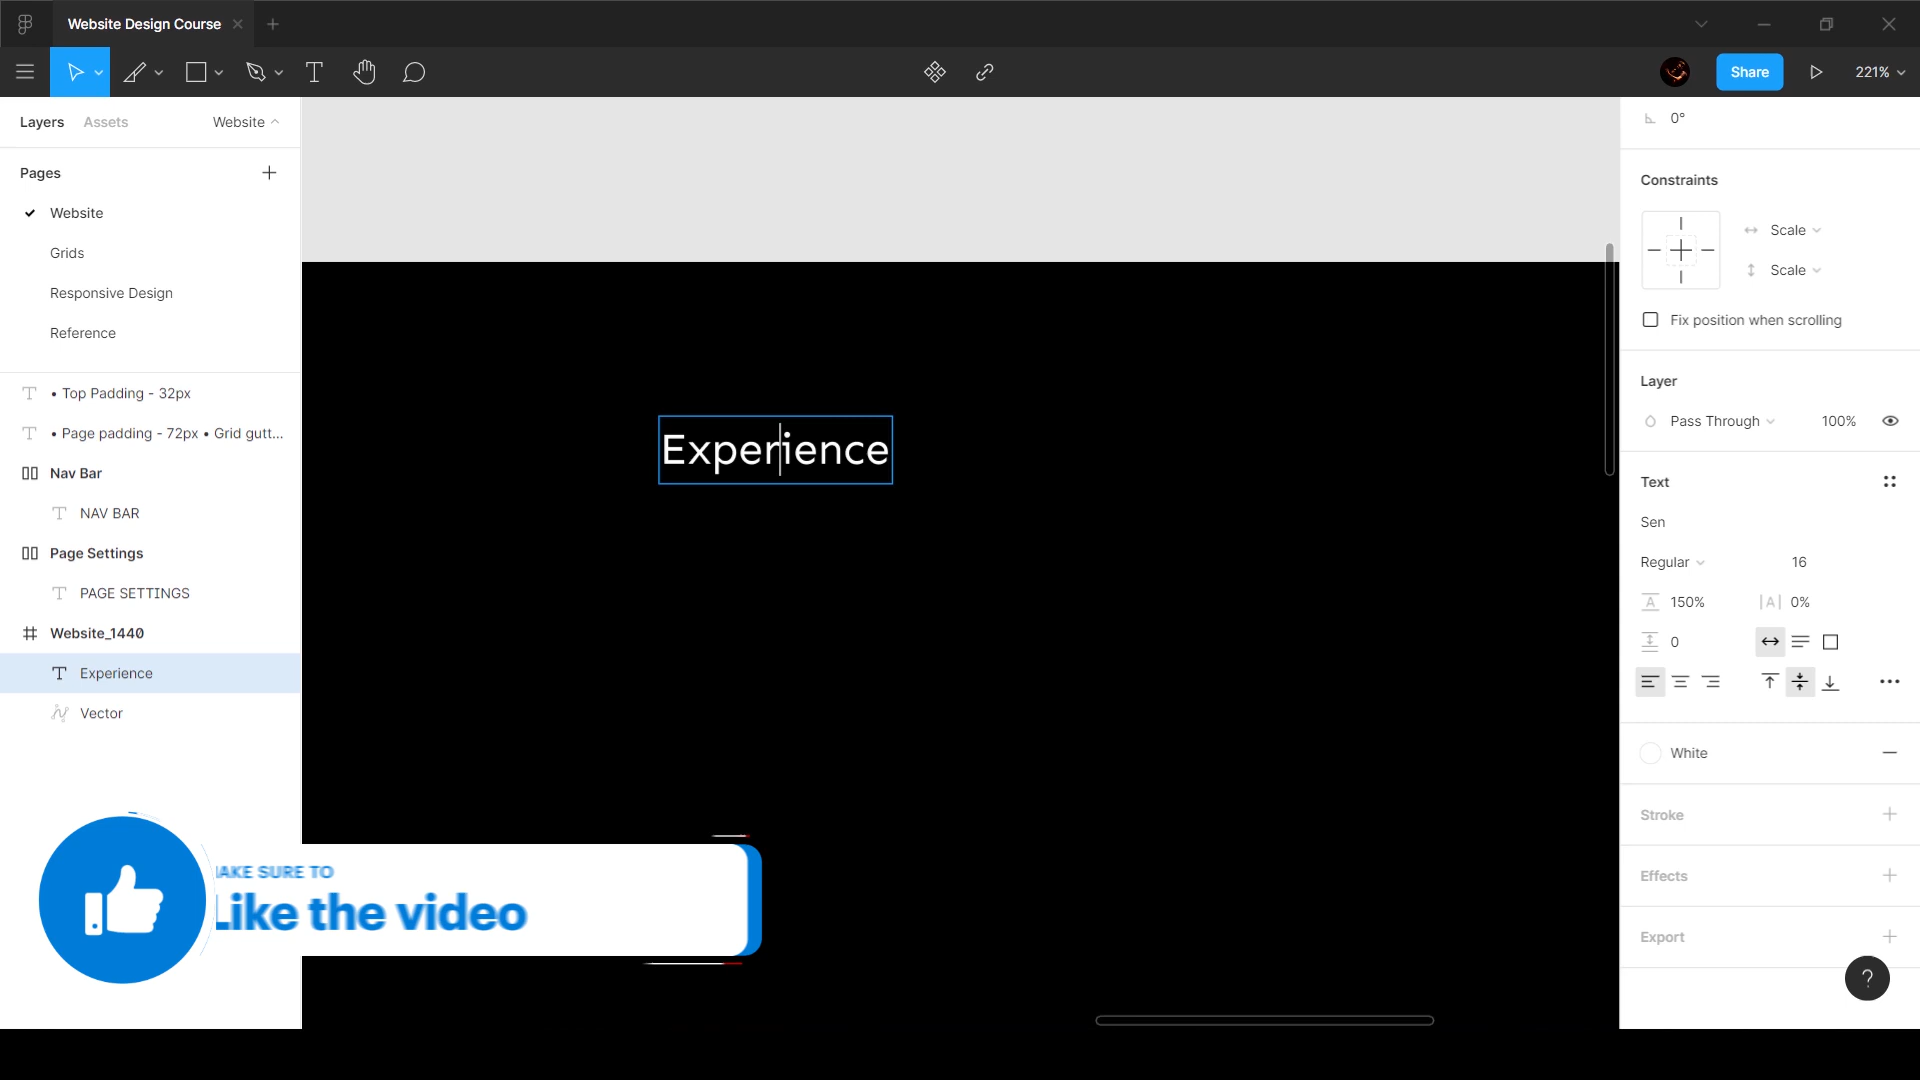 Website Design Course
Share
221%
Layers
Assets
Website
Pages
Website
Grids
Responsive Design
Reference
• Top Padding - 32px
• Page padding - 72px • Grid gutt...
Nav Bar
NAV BAR
Page Settings
PAGE SETTINGS
Website_1440
Experience
Vector
Experience
AKE SURE TO
Like the video
0°
Constraints
Scale
Scale
Fix position when scrolling
Layer
Pass Through
100%
Text
Sen
Regular
16
A 150%
|A| 0%
0
White
Stroke
Effects
Export
?